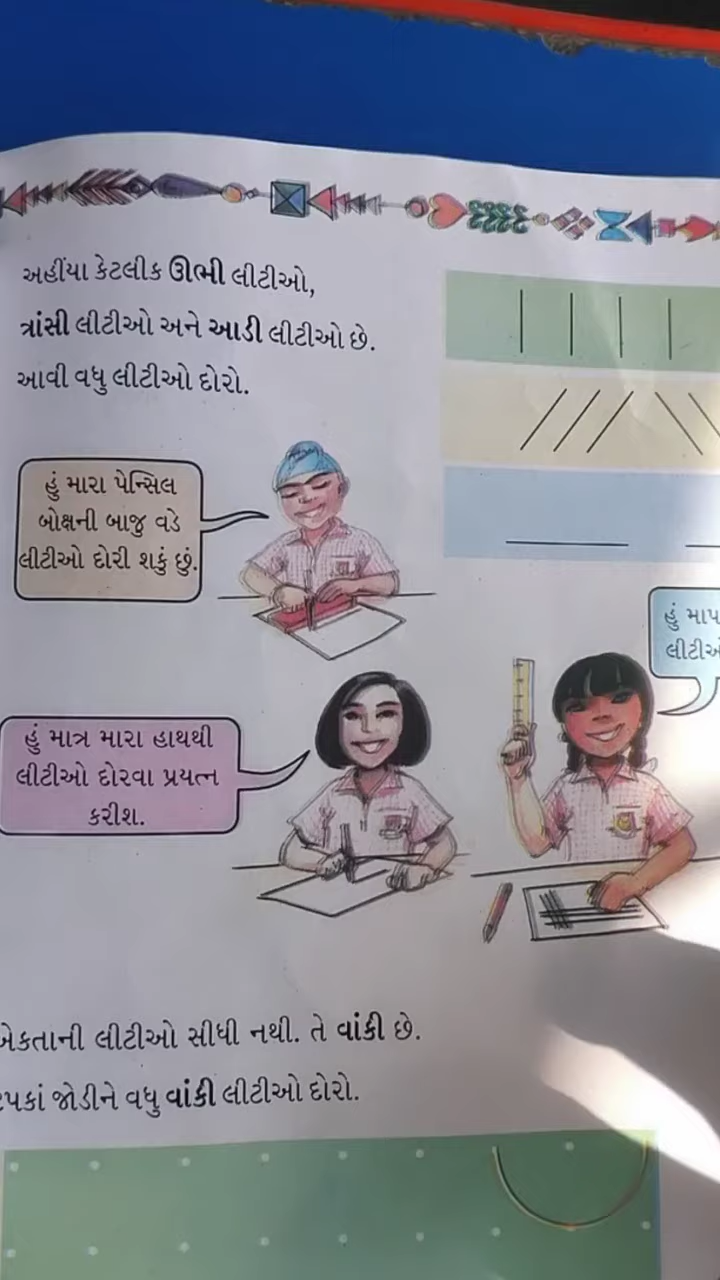 અહીંયા કેટલીક ઊભી લીટીઓ,
ત્રાંસી લીટીઓ અને આડી લીટીઓ છે.
આવી વધુ લીટીઓ દોરો.
હું મારા પેન્સિલ
બોક્ષની બાજુ વડે
લીટીઓ દોરી શકું છું.
હું માત્ર મારા હાથથી
લીટીઓ દોરવા પ્રયત્ન
કરીશ.
હું
લીટીઓ સીધી નથી. તે વાંકી છે.
જોડીને વધુ વાંકી લીટીઓ દોરો.